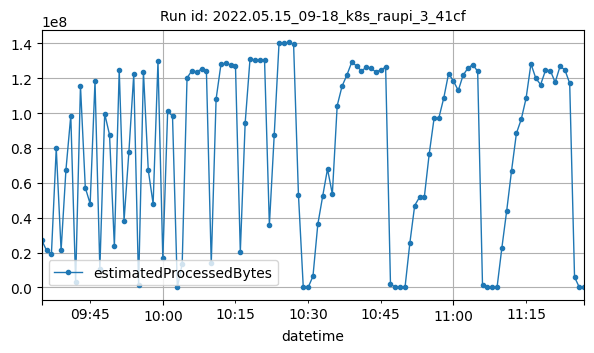 Run id: 2022.05.15_09-18_k8s_raupi_3_41cf
1e8
1.4
1.2
1.0
0.8
0.6
0.4
0.2
0.0
estimatedProcessedBytes
09:45 10:00 10:15 10:30 10:45 11:00 11:15
datetime